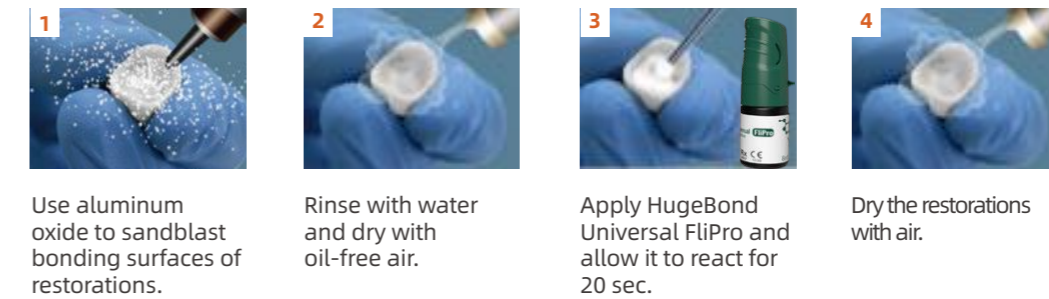 1
Use aluminum
oxide to sandblast
bonding surfaces of
restorations.
2
Rinse with water
and dry with
oil-free air.
3
FliPro
CE
Apply HugeBond
Universal FliPro and
allow it to react for
20 sec.
4
Dry the restorations
with air.